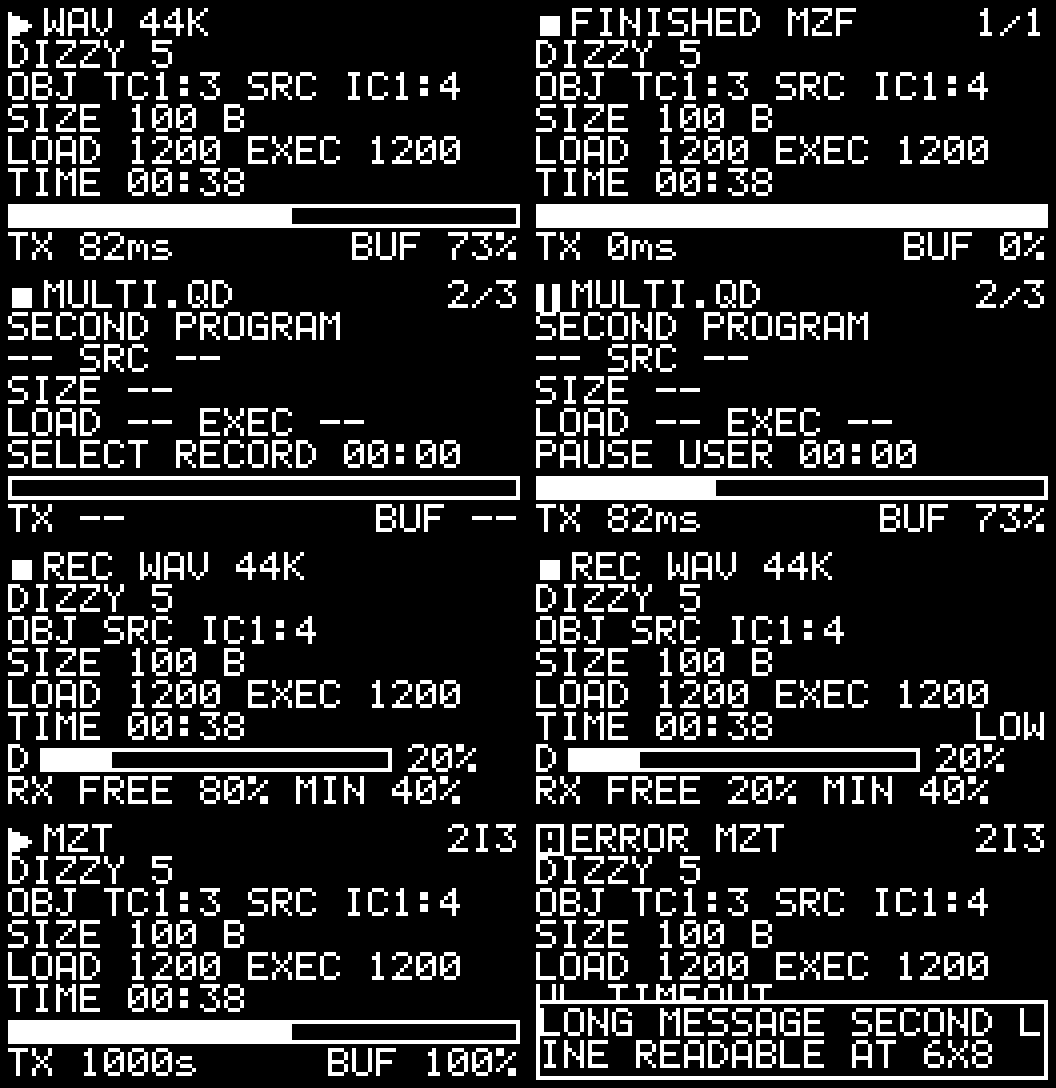 WAV 44K
DIZZY 5
OBJ TC1:3 SRC IC1:4
SIZE 100 B
LOAD 1200 EXEC 1200
TIME 00:38
TX 82ms BUF 73%
FINISHED MZF 1/1
DIZZY 5
OBJ TC1:3 SRC IC1:4
SIZE 100 B
LOAD 1200 EXEC 1200
TIME 00:38
TX 0ms BUF 0%
MULTI.QD 2/3
SECOND PROGRAM
-- SRC --
SIZE --
LOAD -- EXEC --
SELECT RECORD 00:00
TX -- BUF --
MULTI.QD 2/3
SECOND PROGRAM
-- SRC --
SIZE --
LOAD -- EXEC --
PAUSE USER 00:00
TX 82ms BUF 73%
REC WAV 44K
DIZZY 5
OBJ SRC IC1:4
SIZE 100 B
LOAD 1200 EXEC 1200
TIME 00:38
D 20%
RX FREE 80% MIN 40%
REC WAV 44K
DIZZY 5
OBJ SRC IC1:4
SIZE 100 B
LOAD 1200 EXEC 1200
TIME 00:38 LOW
D 20%
RX FREE 20% MIN 40%
MZT 2I3
DIZZY 5
OBJ TC1:3 SRC IC1:4
SIZE 100 B
LOAD 1200 EXEC 1200
TIME 00:38
TX 1000s BUF 100%
ERROR MZT 2I3
DIZZY 5
OBJ TC1:3 SRC IC1:4
SIZE 100 B
LOAD 1200 EXEC 1200
TIMEOUT
LONG MESSAGE SECOND L
INE READABLE AT 6X8